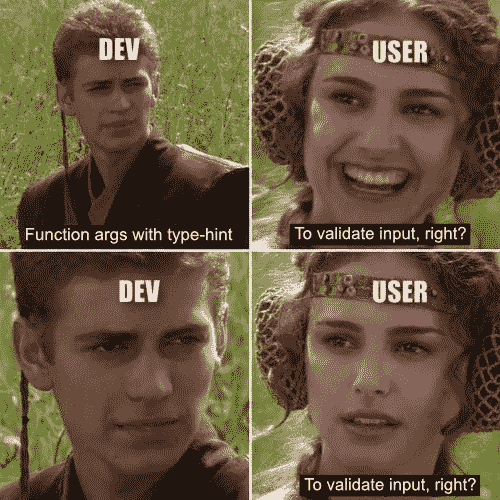 DEV
USER
Function args with type-hint
To validate input, right?
DEV
USER
To validate input, right?